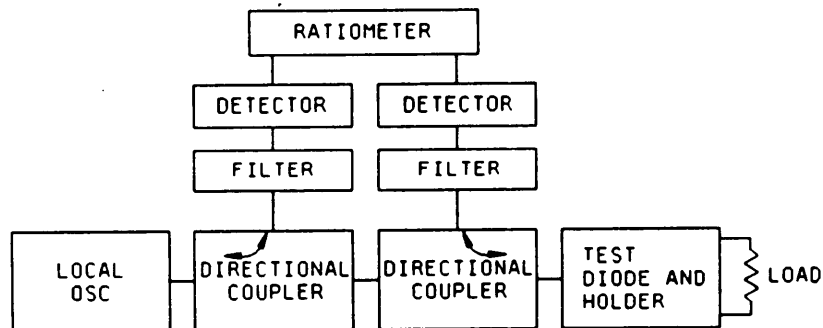 RATIOMETER
DETECTOR
DETECTOR
FILTER
FILTER
LOCAL
OSC
DIRECTIONAL
COUPLER
DIRECTIONAL
COUPLER
TEST
DIODE AND
HOLDER
LOAD